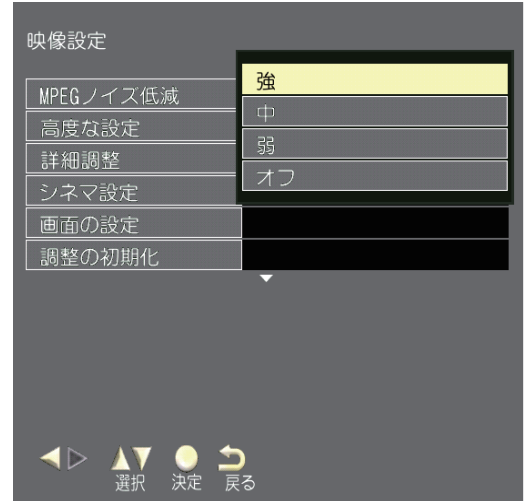 映像設定
MPEGノイズ低減
高度な設定
詳細調整
シネマ設定
画面の設定
調整の初期化
強
中
弱
オフ
選択 決定 戻る